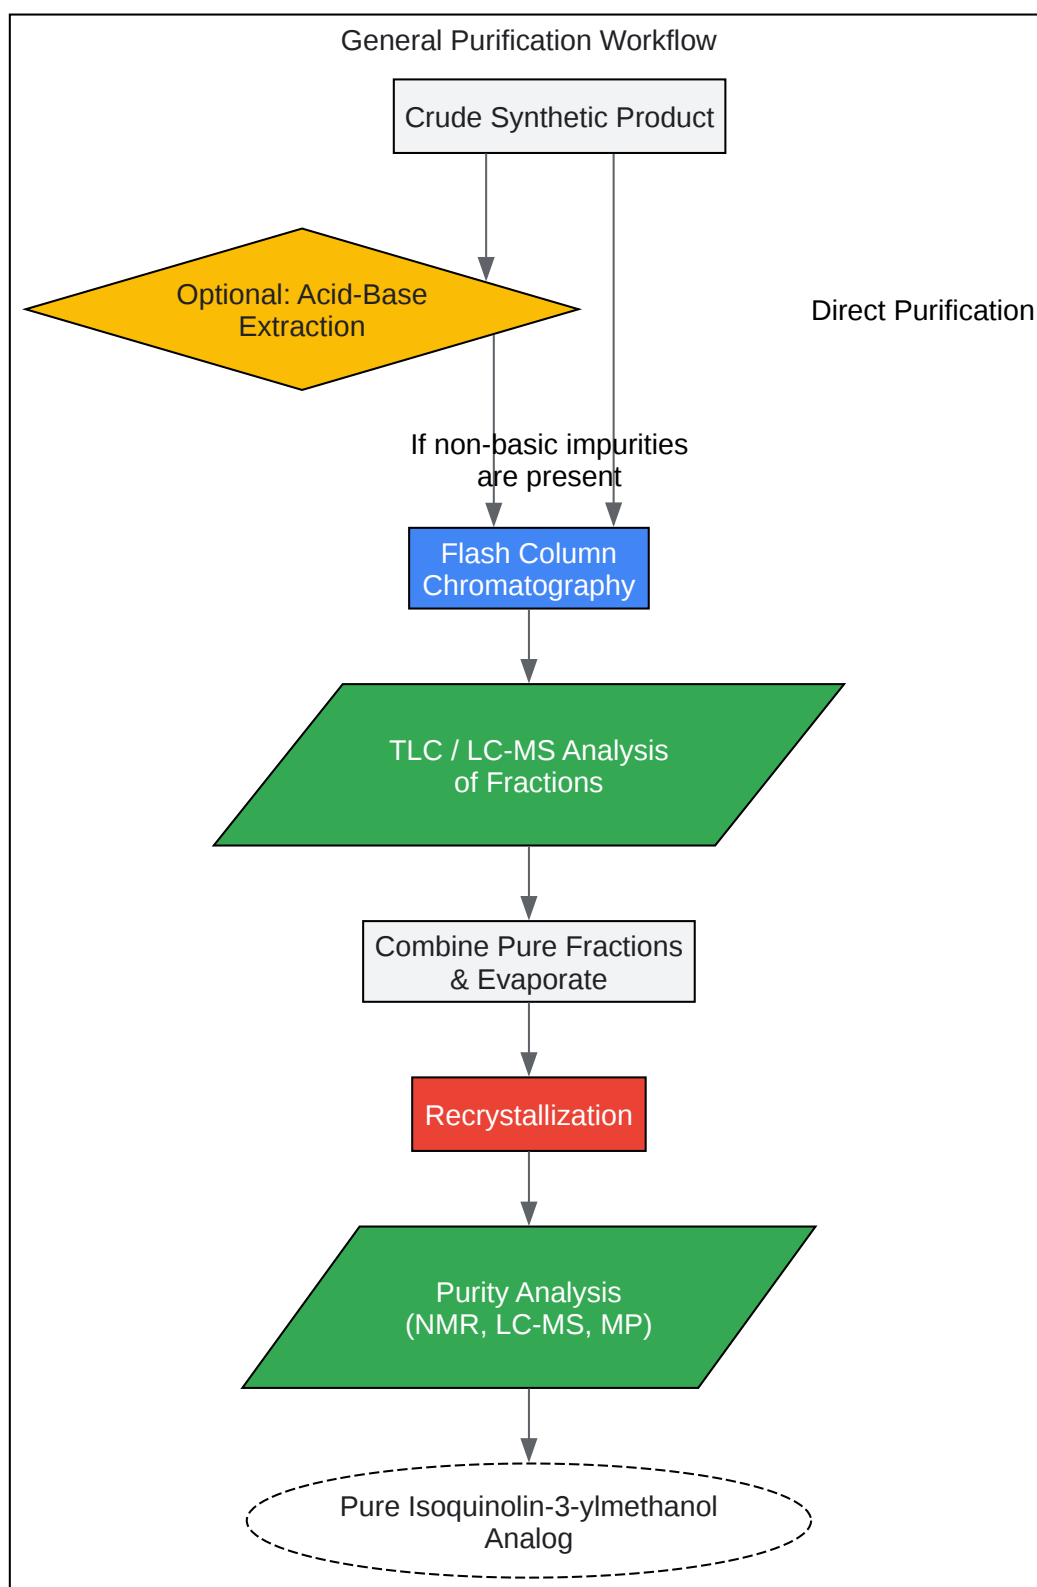 General Purification Workflow
Crude Synthetic Product
Optional: Acid-Base
Extraction
Direct Purification
If non-basic impurities
are present
Flash Column
Chromatography
TLC / LC-MS Analysis
of Fractions
Combine Pure Fractions
& Evaporate
Recrystallization
Purity Analysis
(NMR, LC-MS, MP)
Pure Isoquinolin-3-ylmethanol
Analog